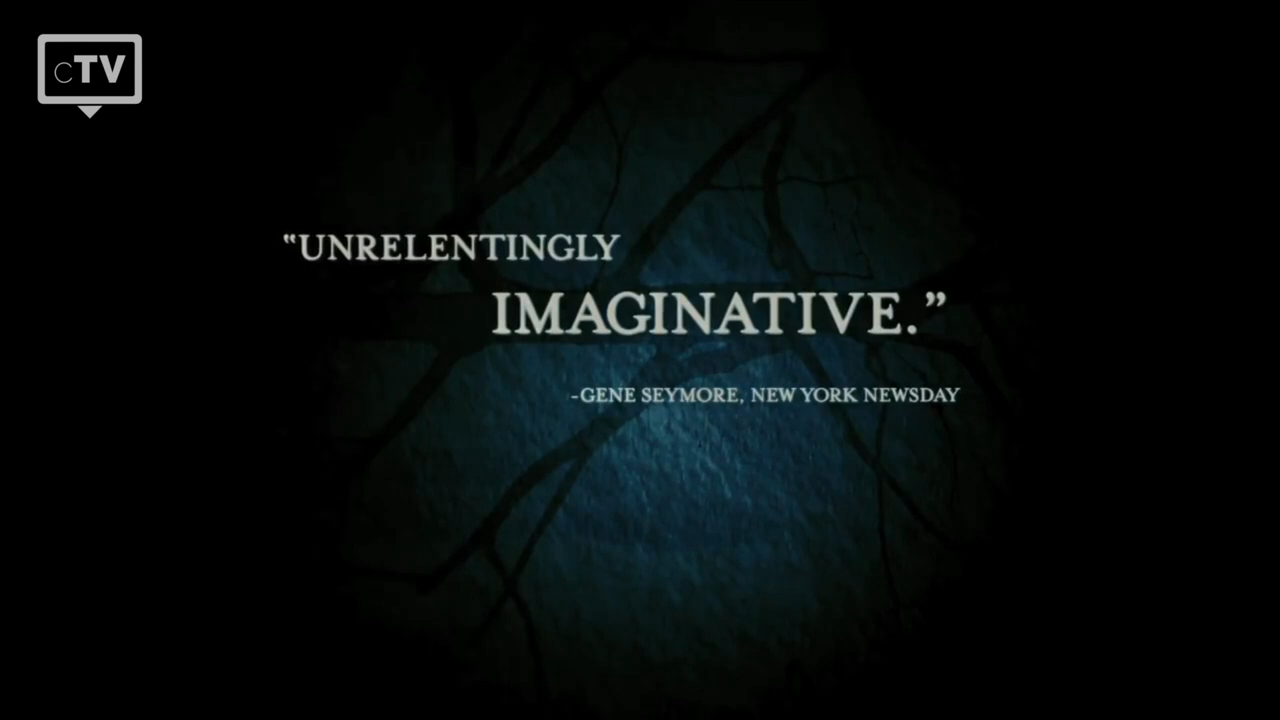 cTV
“UNRELENTINGLY
IMAGINATIVE.”
-GENE SEYMORE, NEW YORK NEWSDAY